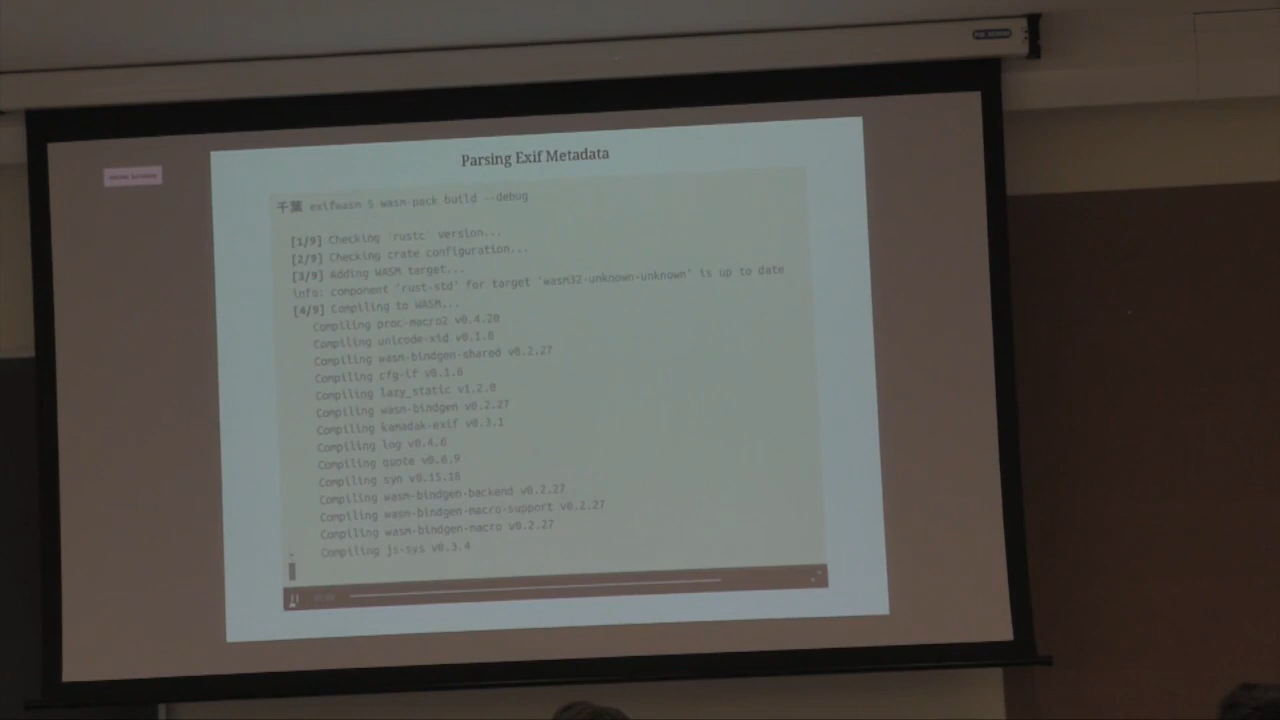 Parsing Exif Metadata
千葉 exifwasm $ wasm-pack build --debug
[1/9] Checking `rustc` version...
[2/9] Checking crate configuration...
[3/9] Adding WASM target...
info: component 'rust-std' for target 'wasm32-unknown-unknown' is up to date
[4/9] Compiling to WASM...
Compiling proc-macro2 v0.4.20
Compiling unicode-xid v0.1.0
Compiling wasm-bindgen-shared v0.2.27
Compiling cfg-if v0.1.6
Compiling lazy_static v1.2.0
Compiling wasm-bindgen v0.2.27
Compiling kamadak-exif v0.3.1
Compiling log v0.4.6
Compiling quote v0.6.9
Compiling syn v0.15.18
Compiling wasm-bindgen-backend v0.2.27
Compiling wasm-bindgen-macro-support v0.2.27
Compiling wasm-bindgen-macro v0.2.27
Compiling js-sys v0.3.4